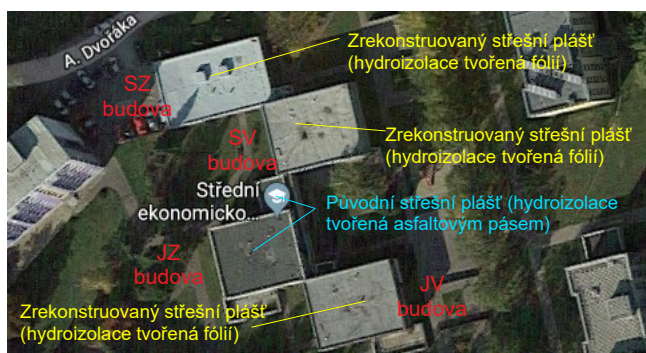 A. Dvořáka
Zrekonstruovaný střešní plášť
(hydroizolace tvořená fólií)
SZ
budova
SV
budova
Zrekonstruovaný střešní plášť
(hydroizolace tvořená fólií)
Střední
ekonomicko...
Původní střešní plášť (hydroizolace
tvořená asfaltovým pásem)
JZ
budova
JV
budova
Zrekonstruovaný střešní plášť
(hydroizolace tvořená fólií)